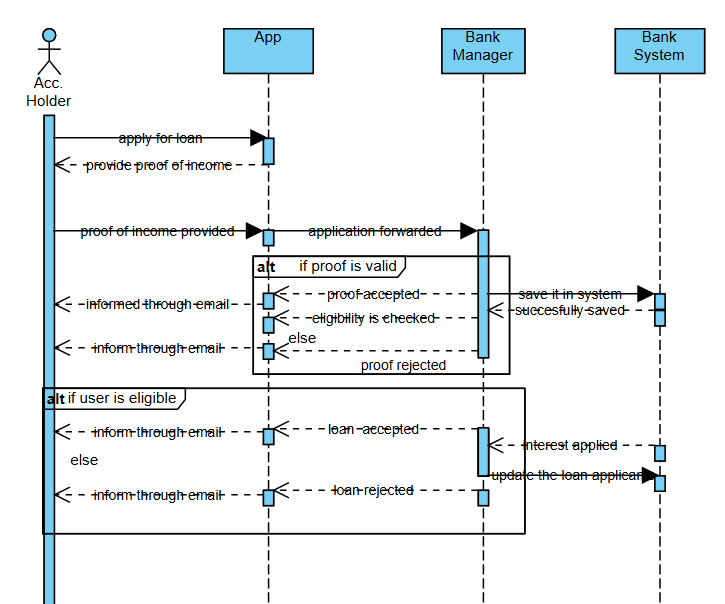 App
Bank
Manager
Bank
System
Acc.
Holder
apply for loan
provide proof of income
proof of income provided
application forwarded
alt
if proof is valid
proof accepted
save it in system
informed through email
succesfully saved
eligibility is checked
else
inform through email
proof rejected
alt
if user is eligible
inform through email
loan accepted
interest applied
else
update the loan applican
inform through email
loan rejected